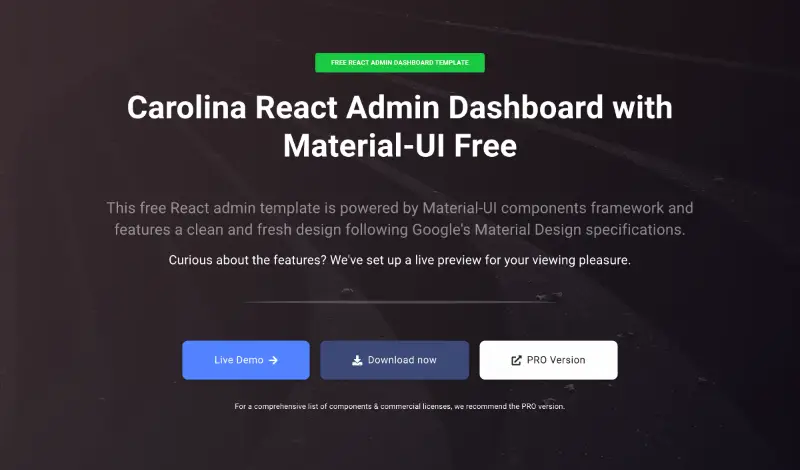 FREE REACT ADMIN DASHBOARD TEMPLATE
Carolina React Admin Dashboard with
Material-UI Free
This free React admin template is powered by Material-UI components framework and
features a clean and fresh design following Google's Material Design specifications.
Curious about the features? We've set up a live preview for your viewing pleasure.
Live Demo
Download now
PRO Version
For a comprehensive list of components & commercial licenses, we recommend the PRO version.